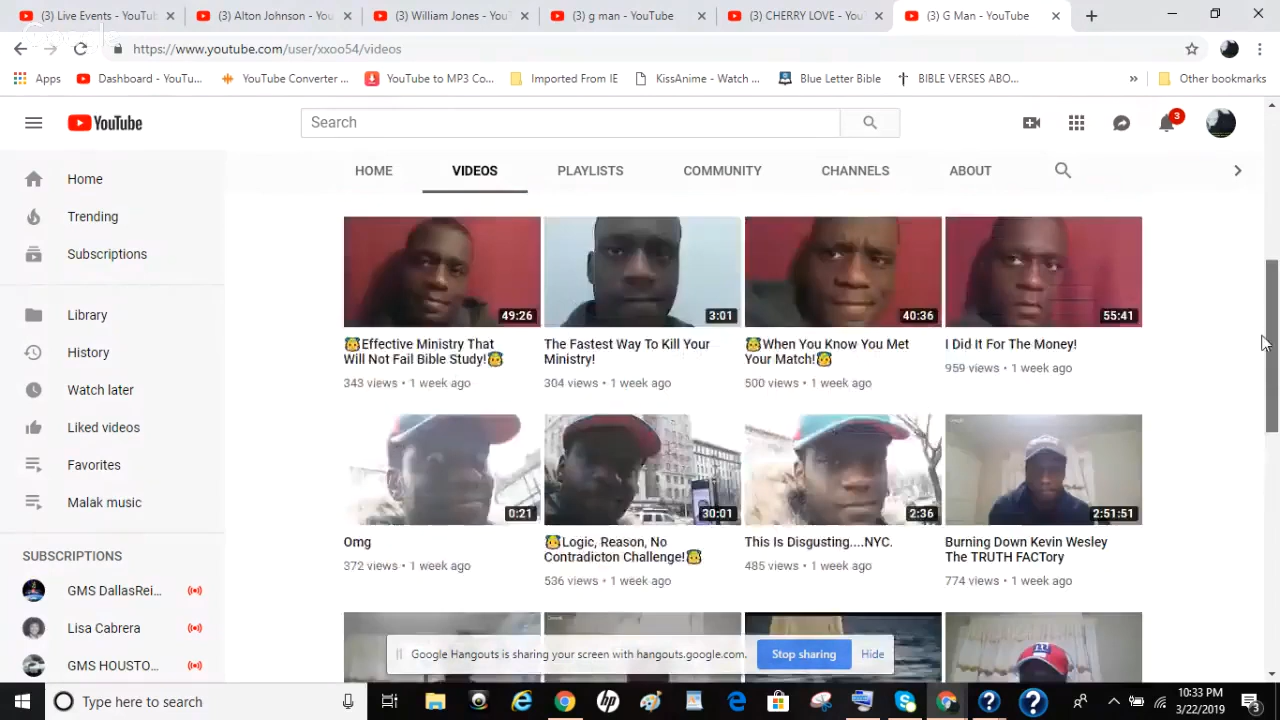 (3) Live Events - YouTube
(3) Alton Johnson - You
(3) William Jones - YouT
(3) g man - YouTube
(3) CHERRY LOVE - YouT
(3) G Man - YouTube
https://www.youtube.com/user/xxoo54/videos
Apps
Dashboard - YouTu...
YouTube Converter ...
YouTube to MP3 Co...
Imported From IE
KissAnime - Watch ...
Blue Letter Bible
BIBLE VERSES ABO...
Other bookmarks
YouTube
Search
3
HOME
VIDEOS
PLAYLISTS
COMMUNITY
CHANNELS
ABOUT
Home
Trending
Subscriptions
Library
History
Watch later
Liked videos
Favorites
Malak music
SUBSCRIPTIONS
GMS DallasRei...
Lisa Cabrera
GMS HOUSTO...
49:26
3:01
40:36
55:41
Effective Ministry That
Will Not Fail Bible Study!
343 views • 1 week ago
The Fastest Way To Kill Your
Ministry!
304 views • 1 week ago
When You Know You Met
Your Match!
500 views • 1 week ago
I Did It For The Money!
959 views • 1 week ago
0:21
30:01
2:36
2:51:51
Omg
372 views • 1 week ago
Logic, Reason, No
Contradicton Challenge!
536 views • 1 week ago
This Is Disgusting....NYC.
485 views • 1 week ago
Burning Down Kevin Wesley
The TRUTH FACTory
774 views • 1 week ago
Google Hangouts is sharing your screen with hangouts.google.com.
Stop sharing
Hide
Type here to search
10:33 PM
3/22/2019